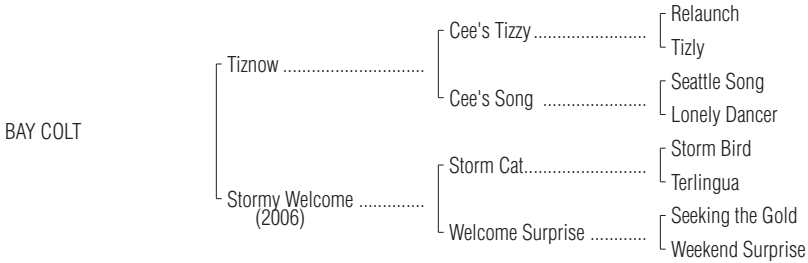 Relaunch
Cee's Tizzy ........................
Tizly
Tiznow .............................
Seattle Song
Cee's Song ......................
Lonely Dancer
BAY COLT
Storm Bird
Storm Cat..........................
Terlingua
Stormy Welcome ..............
(2006)
Seeking the Gold
Welcome Surprise ............
Weekend Surprise